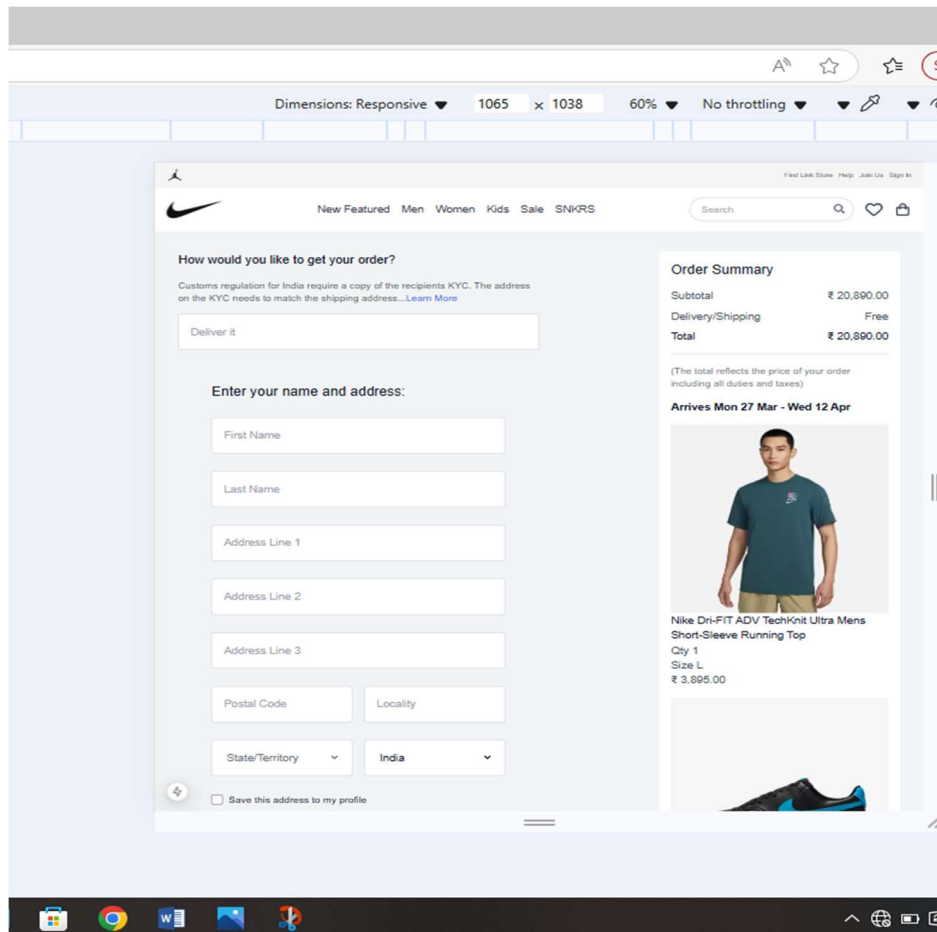 Dimensions: Responsive 1065 x 1038 60% No throttling
Find Link Store Help Join Us Sign In
New Featured Men Women Kids Sale SNKRS Search
How would you like to get your order?
Customs regulation for India require a copy of the recipients KYC. The address
on the KYC needs to match the shipping address...Learn More
Deliver it
Enter your name and address:
First Name
Last Name
Address Line 1
Address Line 2
Address Line 3
Postal Code Locality
State/Territory India
Save this address to my profile
Order Summary
Subtotal ₹ 20,890.00
Delivery/Shipping Free
Total ₹ 20,890.00
(The total reflects the price of your order
including all duties and taxes)
Arrives Mon 27 Mar - Wed 12 Apr
Nike Dri-FIT ADV TechKnit Ultra Mens
Short-Sleeve Running Top
Qty 1
Size L
₹ 3,895.00